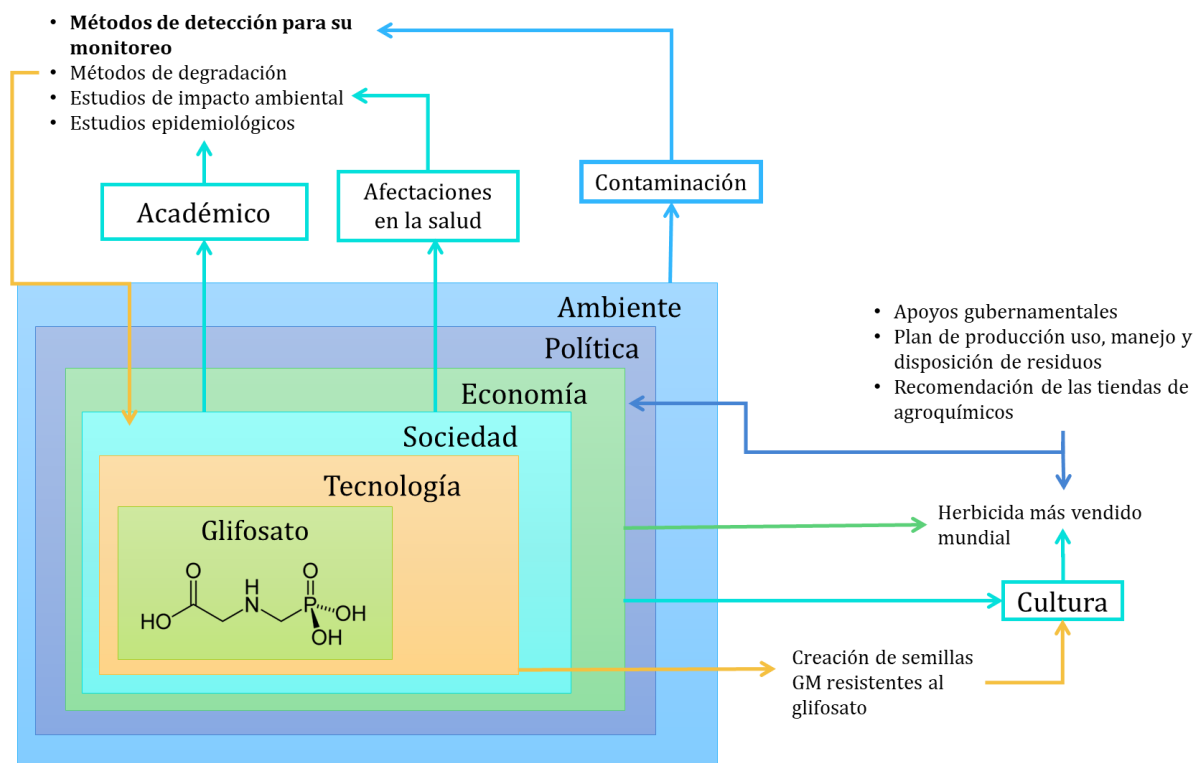 • Métodos de detección para su
monitoreo
• Métodos de degradación
• Estudios de impacto ambiental
• Estudios epidemiológicos
Académico
Afectaciones
en la salud
Contaminación
Ambiente
Política
Economía
Sociedad
Tecnología
Glifosato
O
HO
H
N
O
P
OH
OH
• Apoyos gubernamentales
• Plan de producción uso, manejo y
disposición de residuos
• Recomendación de las tiendas de
agroquímicos
Herbicida más vendido
mundial
Cultura
Creación de semillas
GM resistentes al
glifosato